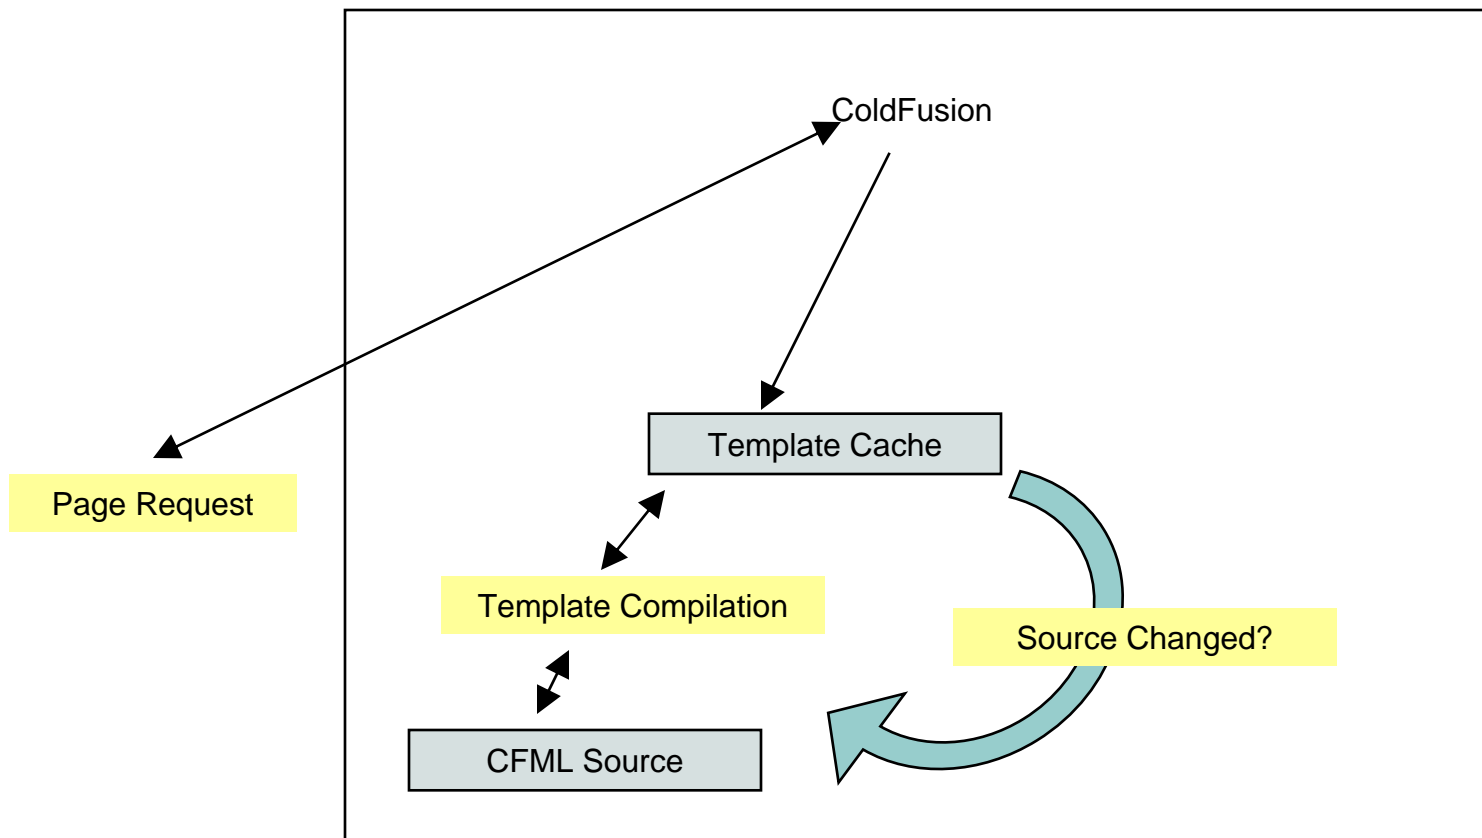 ColdFusion
Template Cache
Page Request
Template Compilation
Source Changed?
CFML Source